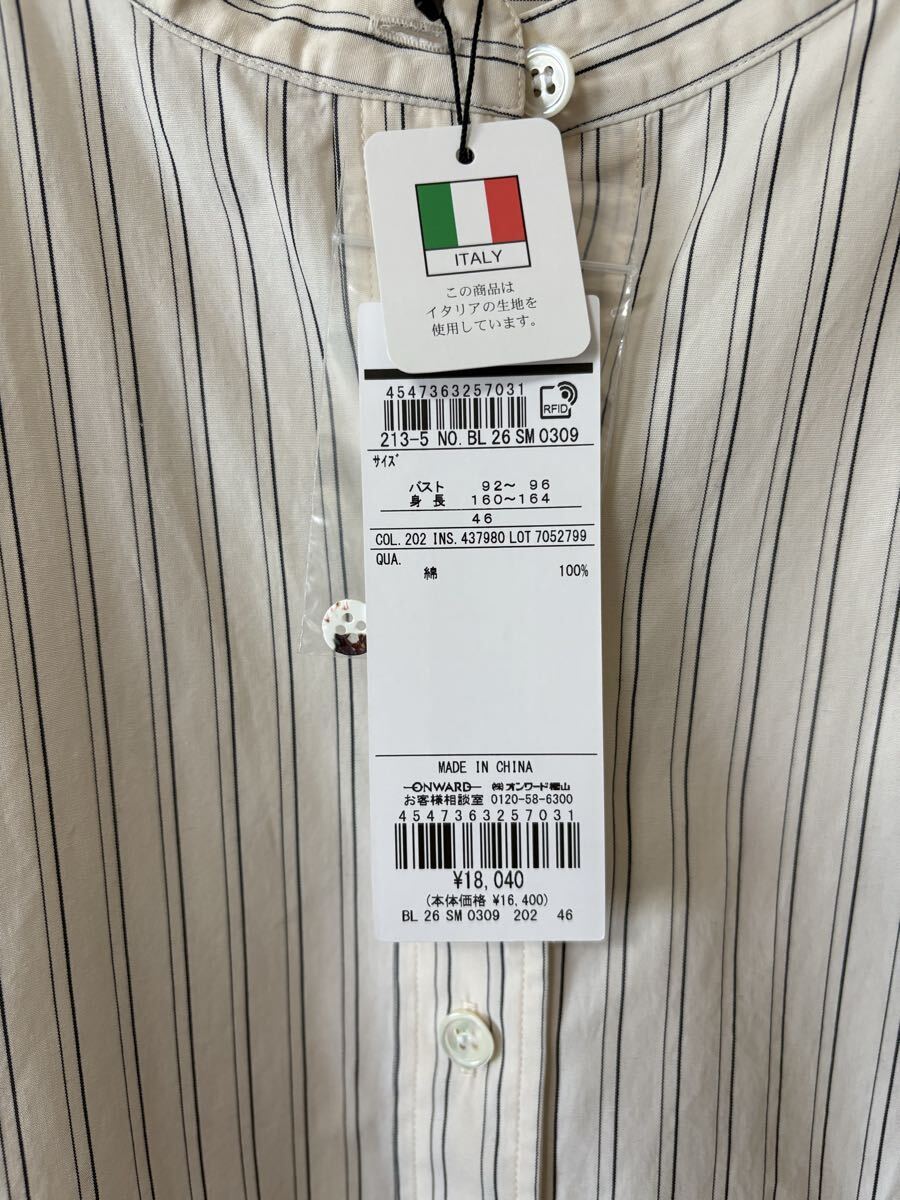 ITALY
この商品は
イタリアの生地を
使用しています。
4547363257031
RFID
213-5 NO. BL 26 SM 0309
サイズ
バスト 92～ 96
身長 160～164
46
COL. 202 INS. 437980 LOT 7052799
QUA.
綿 100%
MADE IN CHINA
ONWARD ㈱オンワード樫山
お客様相談室 0120-58-6300
4547363257031
¥18,040
(本体価格 ¥16,400)
BL 26 SM 0309 202 46